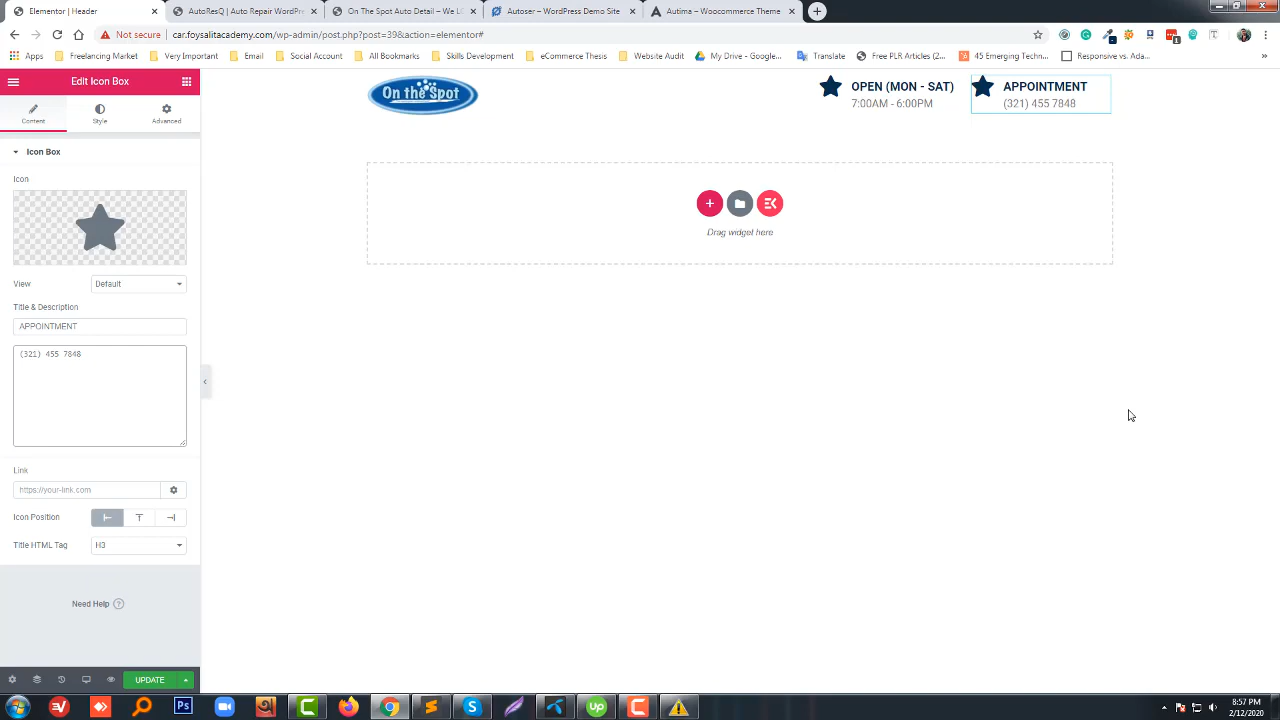 Elementor | Header
AutoResQ | Auto Repair WordPre
On The Spot Auto Detail – We LO
Autoser – WordPress Demo Site
Autima – Woocommerce Theme
Not secure | car.foysalitacademy.com/wp-admin/post.php?post=39&action=elementor#
Apps
Freelancing Market
Email
Social Account
All Bookmark
Skills Development
eCommerce Thesis
Website Audit
My Drive - Google...
Translate
Free PLR Articles (2...
45 Emerging Techn...
Responsive vs. Ada...
»
Edit Icon Box
Content
Style
Advanced
Icon Box
Icon
View
Default
Title & Description
APPOINTMENT
(321) 455 7848
Link
https://your-link.com
Icon Position
Title HTML Tag
H3
Need Help ?
UPDATE
On the Spot
OPEN (MON - SAT)
7:00AM - 6:00PM
APPOINTMENT
(321) 455 7848
Drag widget here
8:57 PM
2/12/2020